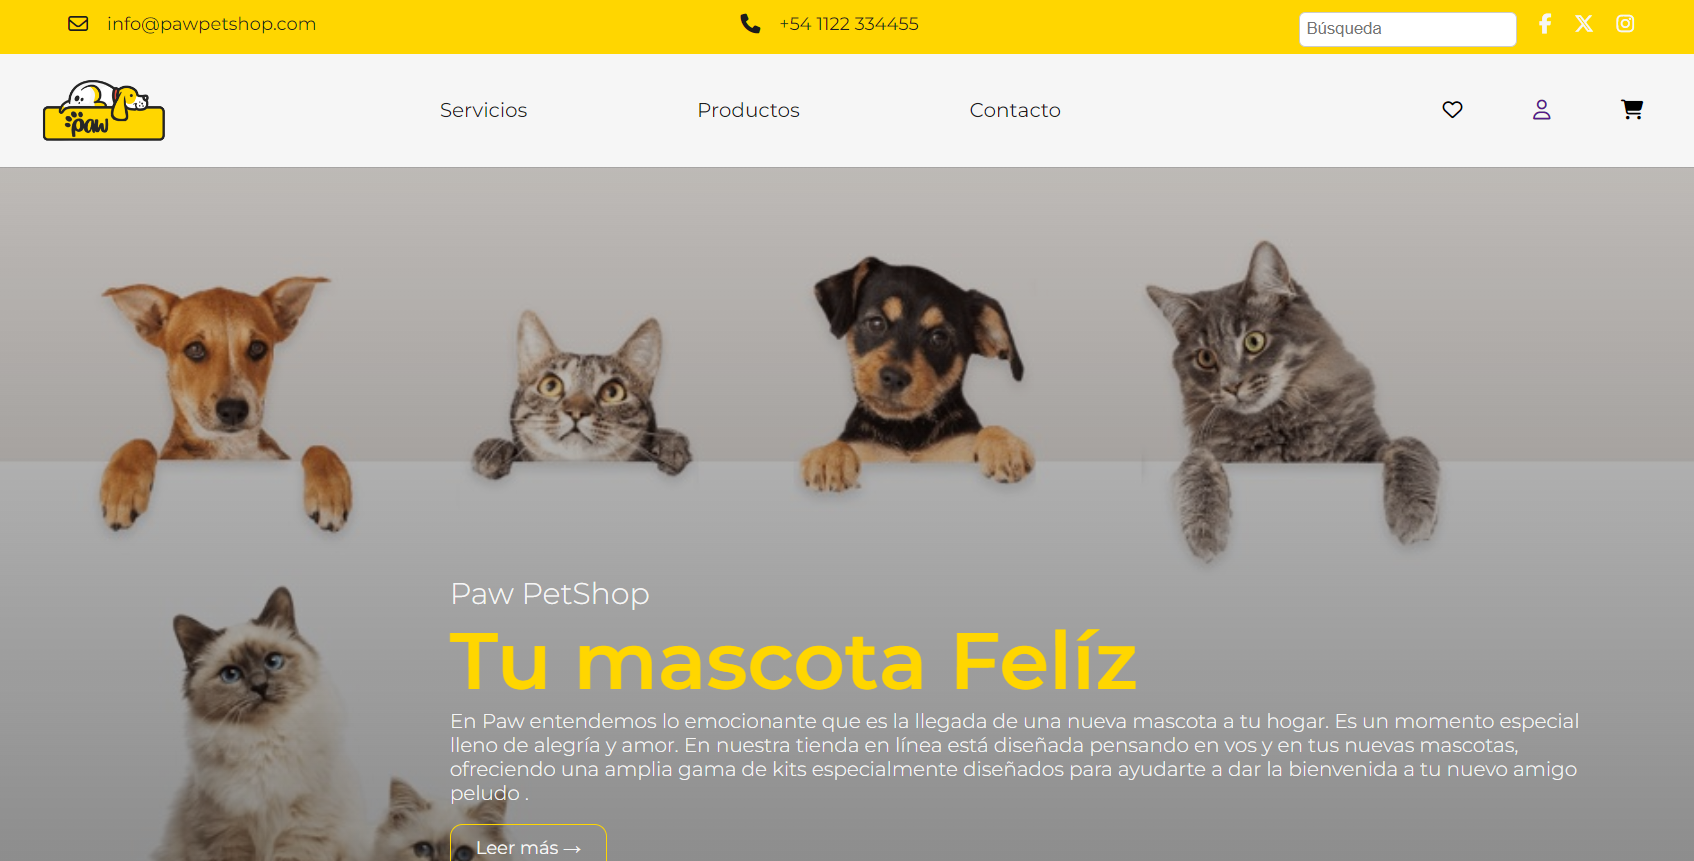 info@pawpetshop.com
+54 1122 334455
Búsqueda
paw
Servicios
Productos
Contacto
Paw PetShop
Tu mascota Felíz
En Paw entendemos lo emocionante que es la llegada de una nueva mascota a tu hogar. Es un momento especial
lleno de alegría y amor. En nuestra tienda en línea está diseñada pensando en vos y en tus nuevas mascotas,
ofreciendo una amplia gama de kits especialmente diseñados para ayudarte a dar la bienvenida a tu nuevo amigo
peludo .
Leer más →